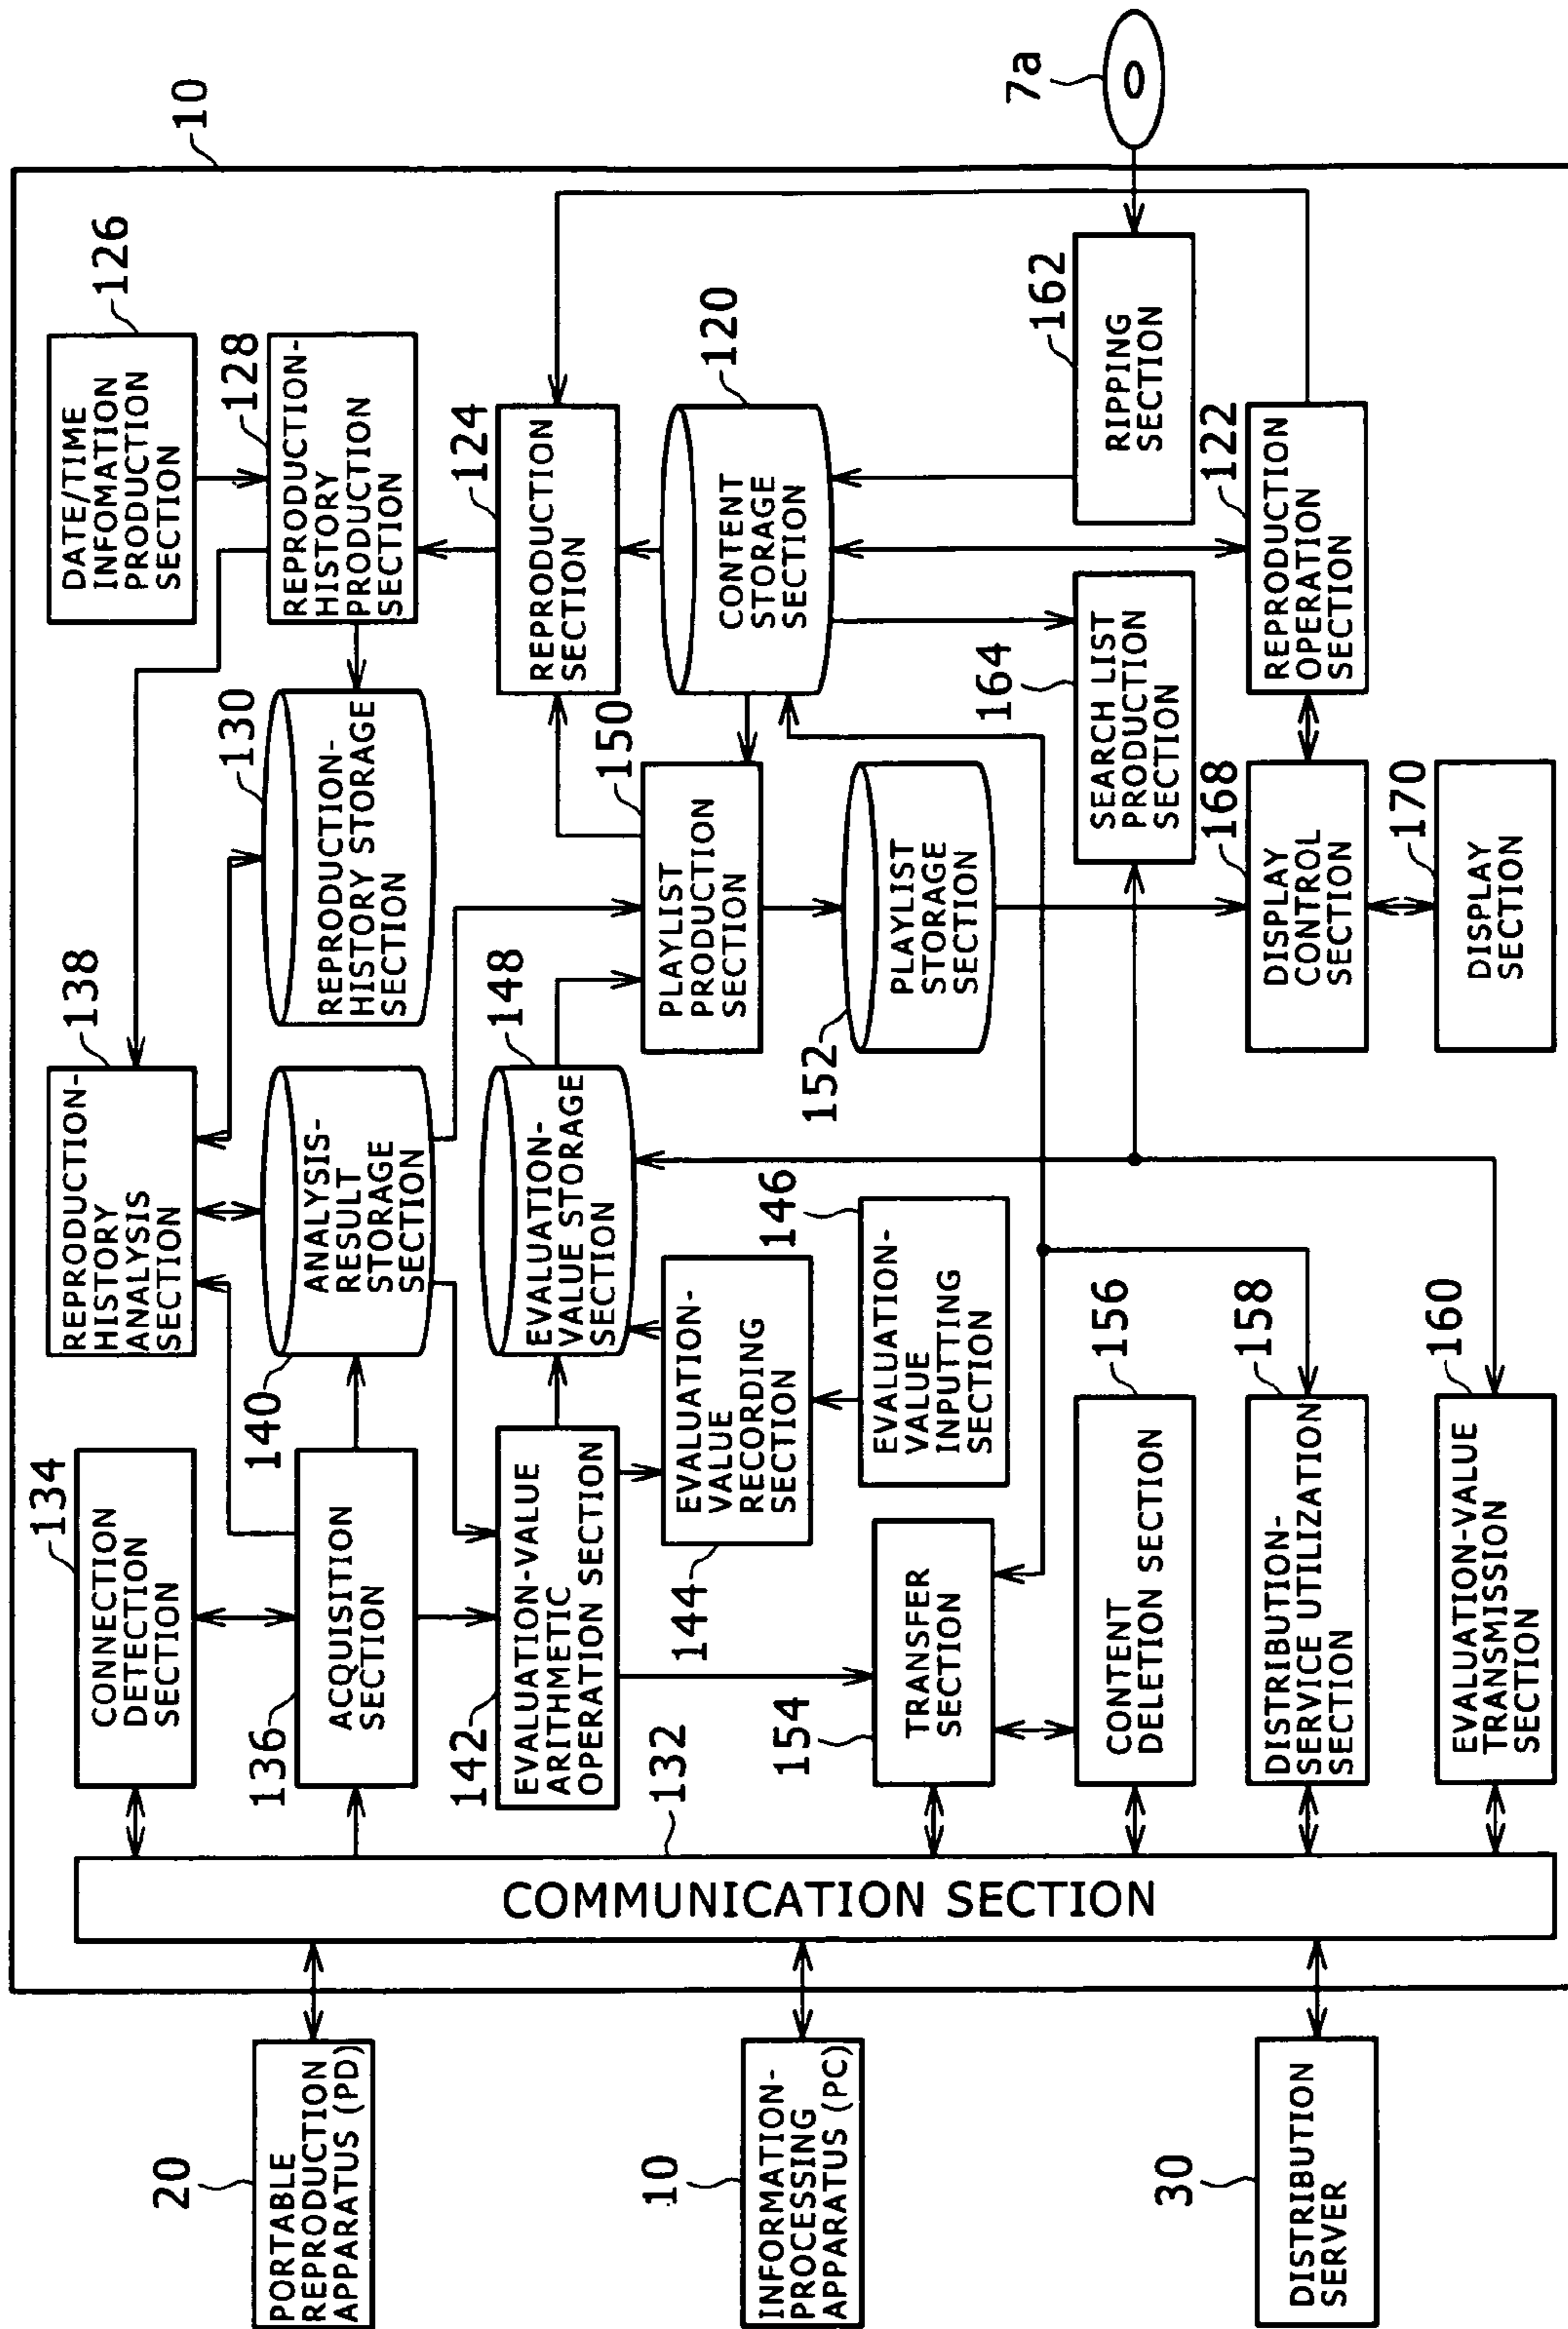 10
7a
20
PORTABLE
REPRODUCTION
APPARATUS (PD)
10
INFORMATION-
PROCESSING
APPARATUS (PC)
30
DISTRIBUTION
SERVER
COMMUNICATION SECTION
132
134
CONNECTION
DETECTION
SECTION
136
ACQUISITION
SECTION
138
REPRODUCTION-
HISTORY
ANALYSIS
SECTION
140
ANALYSIS-
RESULT
STORAGE
SECTION
130
REPRODUCTION-
HISTORY STORAGE
SECTION
126
DATE/TIME
INFOMATION
PRODUCTION
SECTION
128
REPRODUCTION-
HISTORY
PRODUCTION
SECTION
142
EVALUATION-VALUE
ARITHMETIC
OPERATION SECTION
148
EVALUATION-
VALUE STORAGE
SECTION
124
REPRODUCTION
SECTION
144
EVALUATION-
VALUE
RECORDING
SECTION
146
EVALUATION-
VALUE
INPUTTING
SECTION
150
PLAYLIST
PRODUCTION
SECTION
152
PLAYLIST
STORAGE
SECTION
120
CONTENT
STORAGE
SECTION
154
TRANSFER
SECTION
156
CONTENT
DELETION SECTION
158
DISTRIBUTION-
SERVICE UTILIZATION
SECTION
160
EVALUATION-VALUE
TRANSMISSION
SECTION
164
SEARCH LIST
PRODUCTION
SECTION
162
RIPPING
SECTION
168
DISPLAY
CONTROL
SECTION
122
REPRODUCTION
OPERATION
SECTION
170
DISPLAY
SECTION